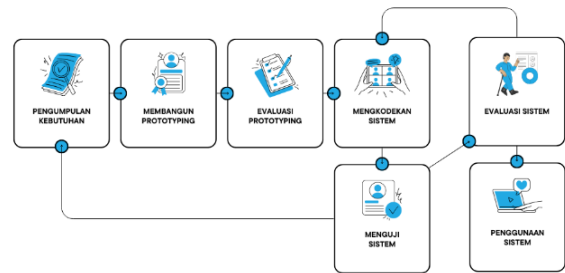 PENGUMPULAN
KEBUTUHAN
MEMBANGUN
PROTOTYPING
EVALUASI
PROTOTYPING
MENGKODEKAN
SISTEM
EVALUASI SISTEM
MENGUJI
SISTEM
PENGGUNAAN
SISTEM